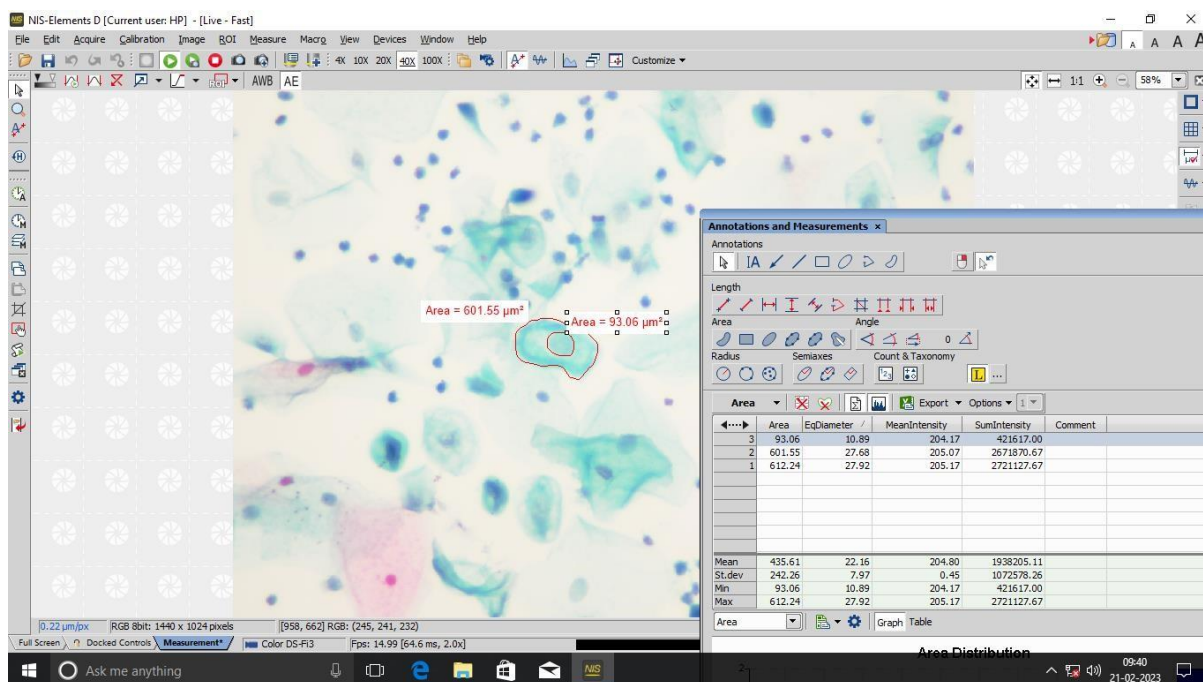 NIS-Elements D [Current user: HP] - [Live - Fast]
File Edit Acquire Calibration Image ROI Measure Macro View Devices Window Help
4X 10X 20X 40X 100X Customize
AWB AE 1:1 58%
Annotations and Measurements ×
Annotations
Length
Area Angle
0
Radius Semiaxes Count & Taxonomy
Area Export Options 1
Area EqDiameter MeanIntensity SumIntensity Comment
3 93.06 10.89 204.17 421617.00
2 601.55 27.68 205.07 2671870.67
1 612.24 27.92 205.17 2721127.67
Mean 435.61 22.16 204.80 1938205.11
St.dev 242.26 7.97 0.45 1072578.26
Min 93.06 10.89 204.17 421617.00
Max 612.24 27.92 205.17 2721127.67
Area Graph Table
Area Distribution
2
Area = 601.55 µm²
Area = 93.06 µm²
0.22 µm/px RGB 8bit: 1440 x 1024 pixels [958, 662] RGB: (245, 241, 232)
Full Screen Docked Controls Measurement* Color DS-Fi3 Fps: 14.99 [64.6 ms, 2.0x]
Ask me anything NIS 09:40
21-02-2023